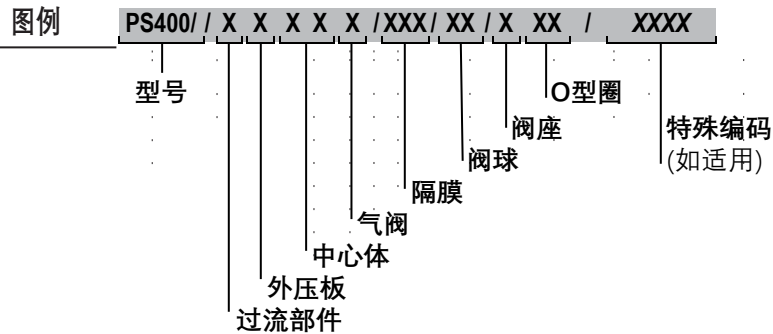 图例 PS400/ / X X X X X / XXX / XX / X XX / XXXX
型号 O型圈
阀座 特殊编码
阀球 (如适用)
隔膜
气阀
中心体
外压板
过流部件